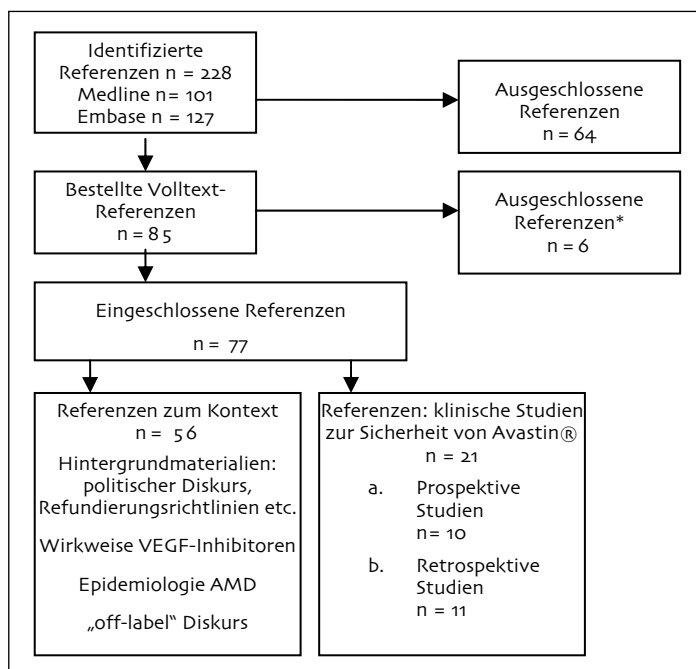 Identifizierte
Referenzen n = 228
Medline n= 101
Embase n = 127
Ausgeschlossene
Referenzen
n = 64
Bestellte Volltext-
Referenzen
n = 85
Ausgeschlossene
Referenzen*
n = 6
Eingeschlossene Referenzen
n = 77
Referenzen zum Kontext
n = 56
Hintergrundmaterialien:
politischer Diskurs,
Refundierungsrichtlinien etc.
Wirkweise VEGF-Inhibitoren
Epidemiologie AMD
„off-label“ Diskurs
Referenzen: klinische Studien
zur Sicherheit von Avastin®
n = 21
a. Prospektive
Studien
n= 10
b. Retrospektive
Studien
n = 11